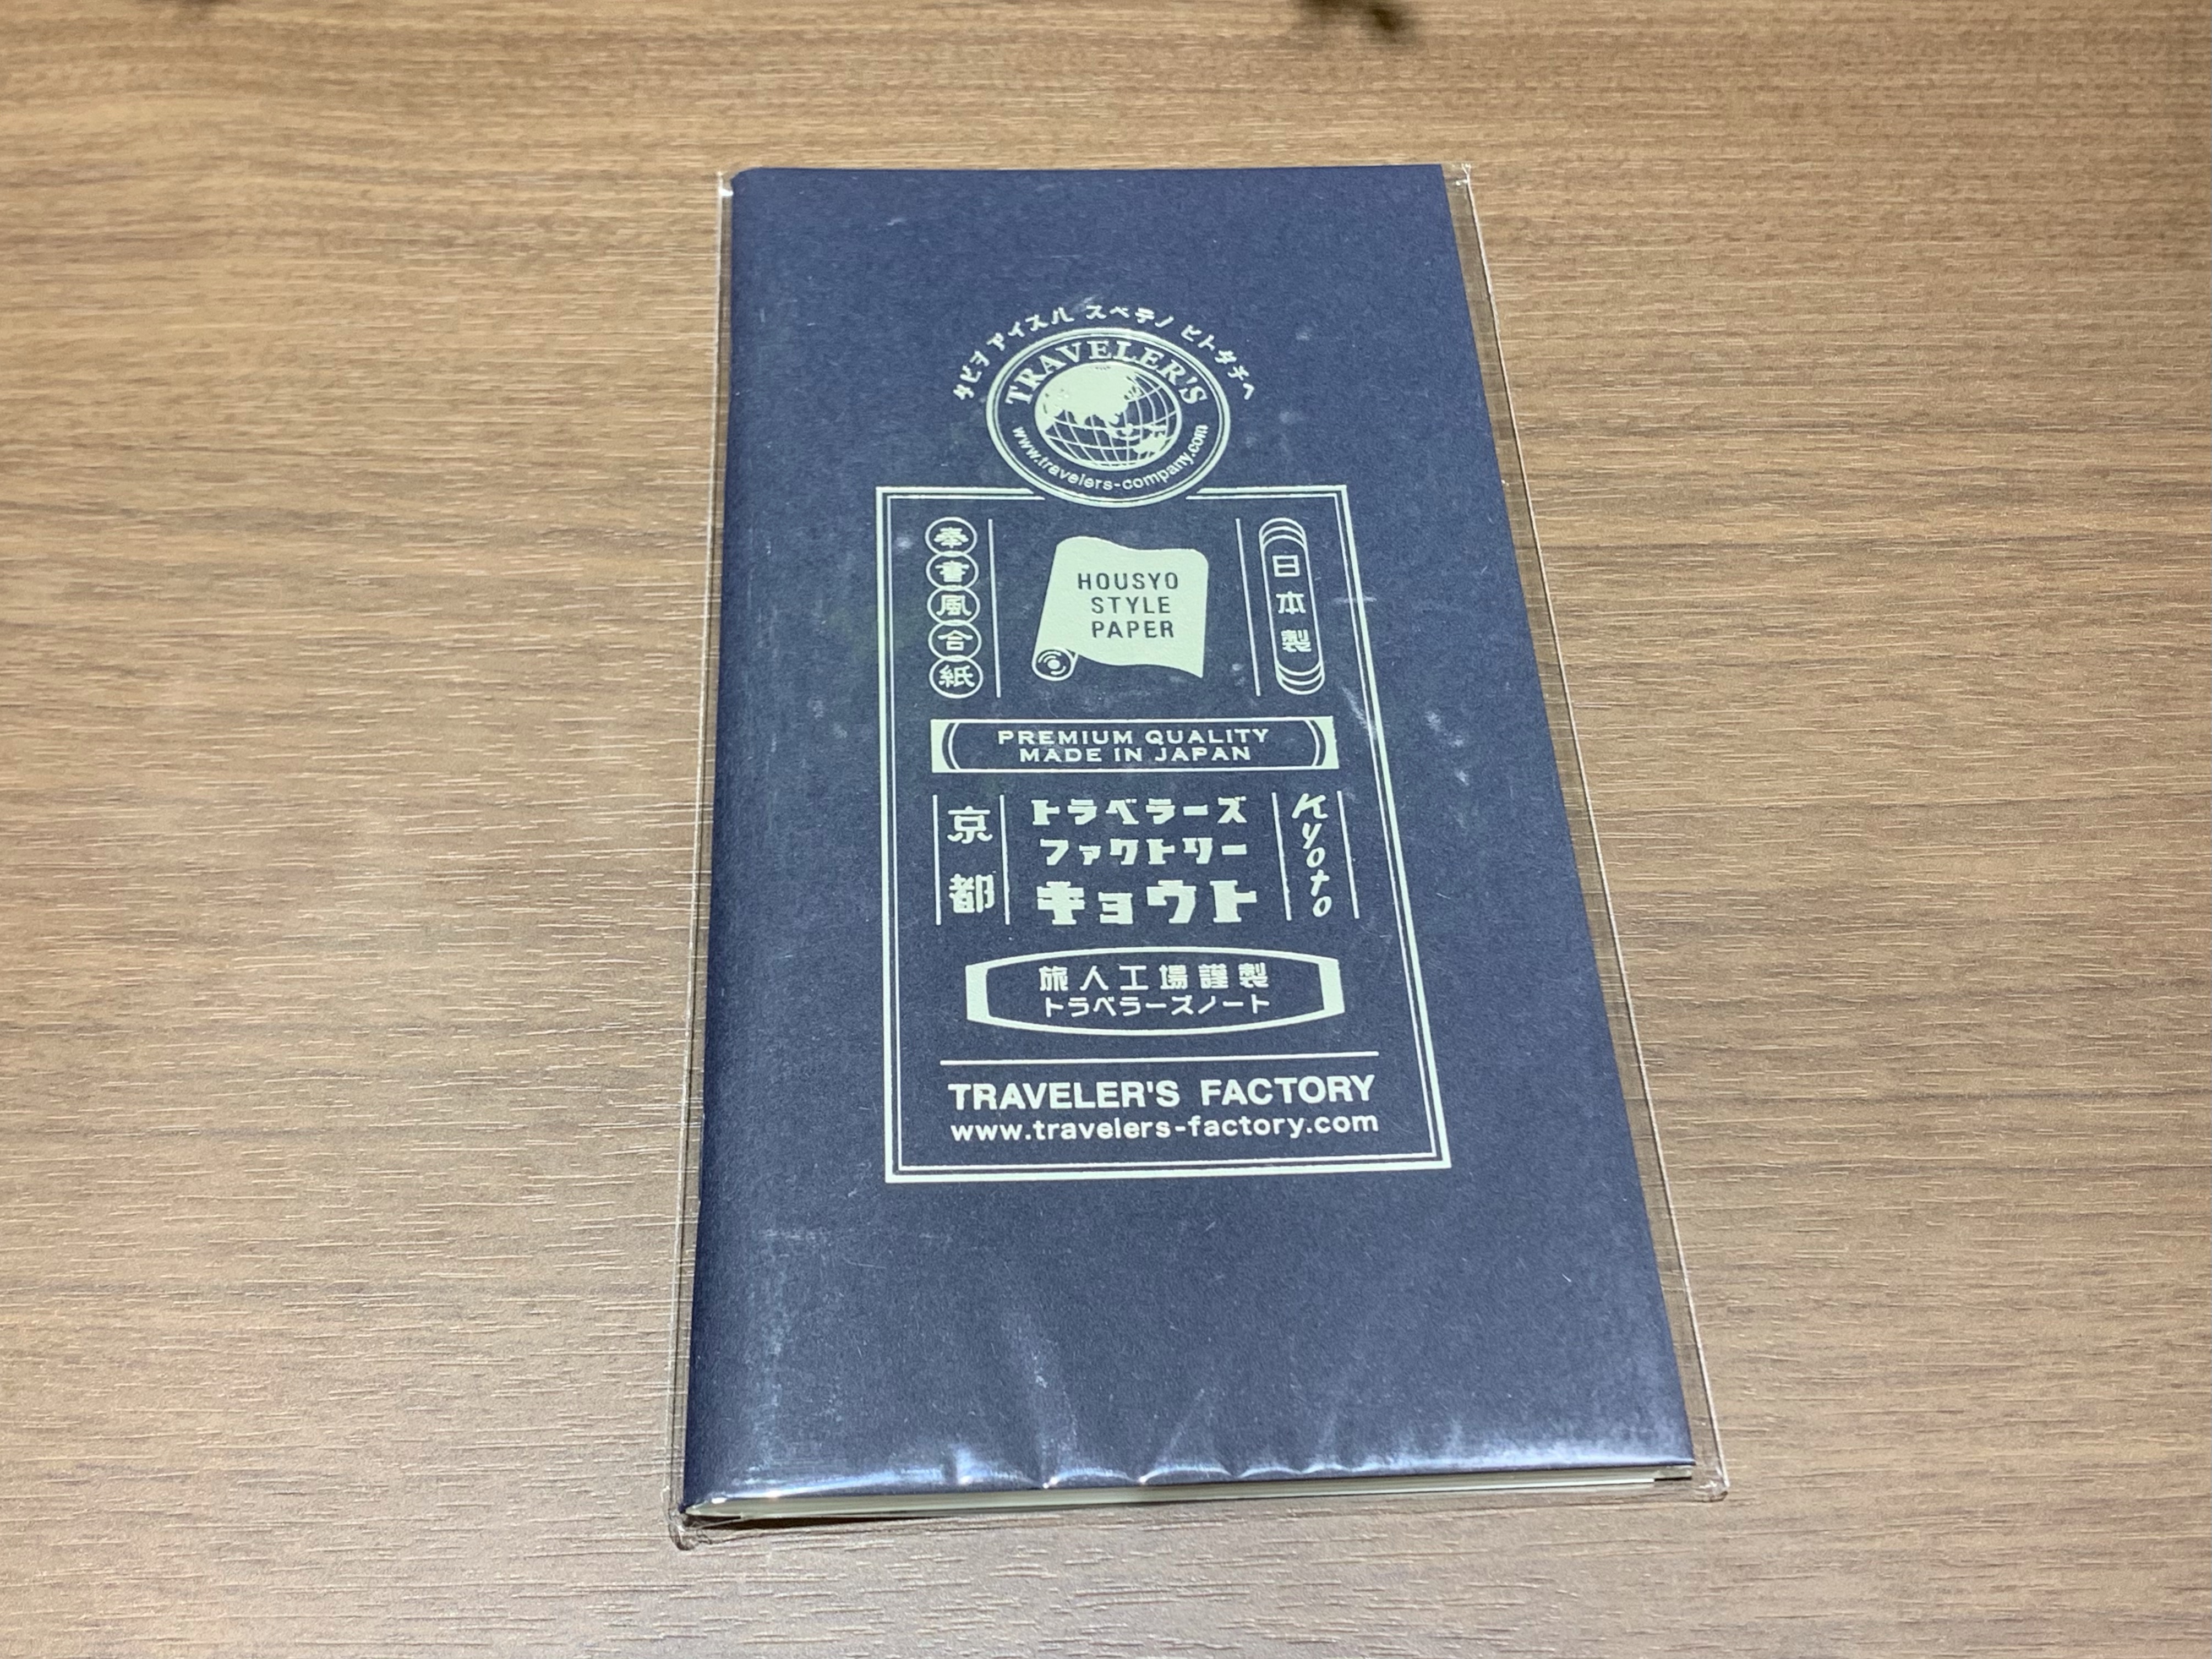 タビヲ アイスル スベテノ ヒトタチヘ
TRAVELER'S
www.travelers-company.com
奉書風合紙
HOUSYO
STYLE
PAPER
日本製
PREMIUM QUALITY
MADE IN JAPAN
京都
トラベラーズ
ファクトリー
キョウト
Kyoto
旅人工場謹製
トラベラーズノート
TRAVELER'S FACTORY
www.travelers-factory.com